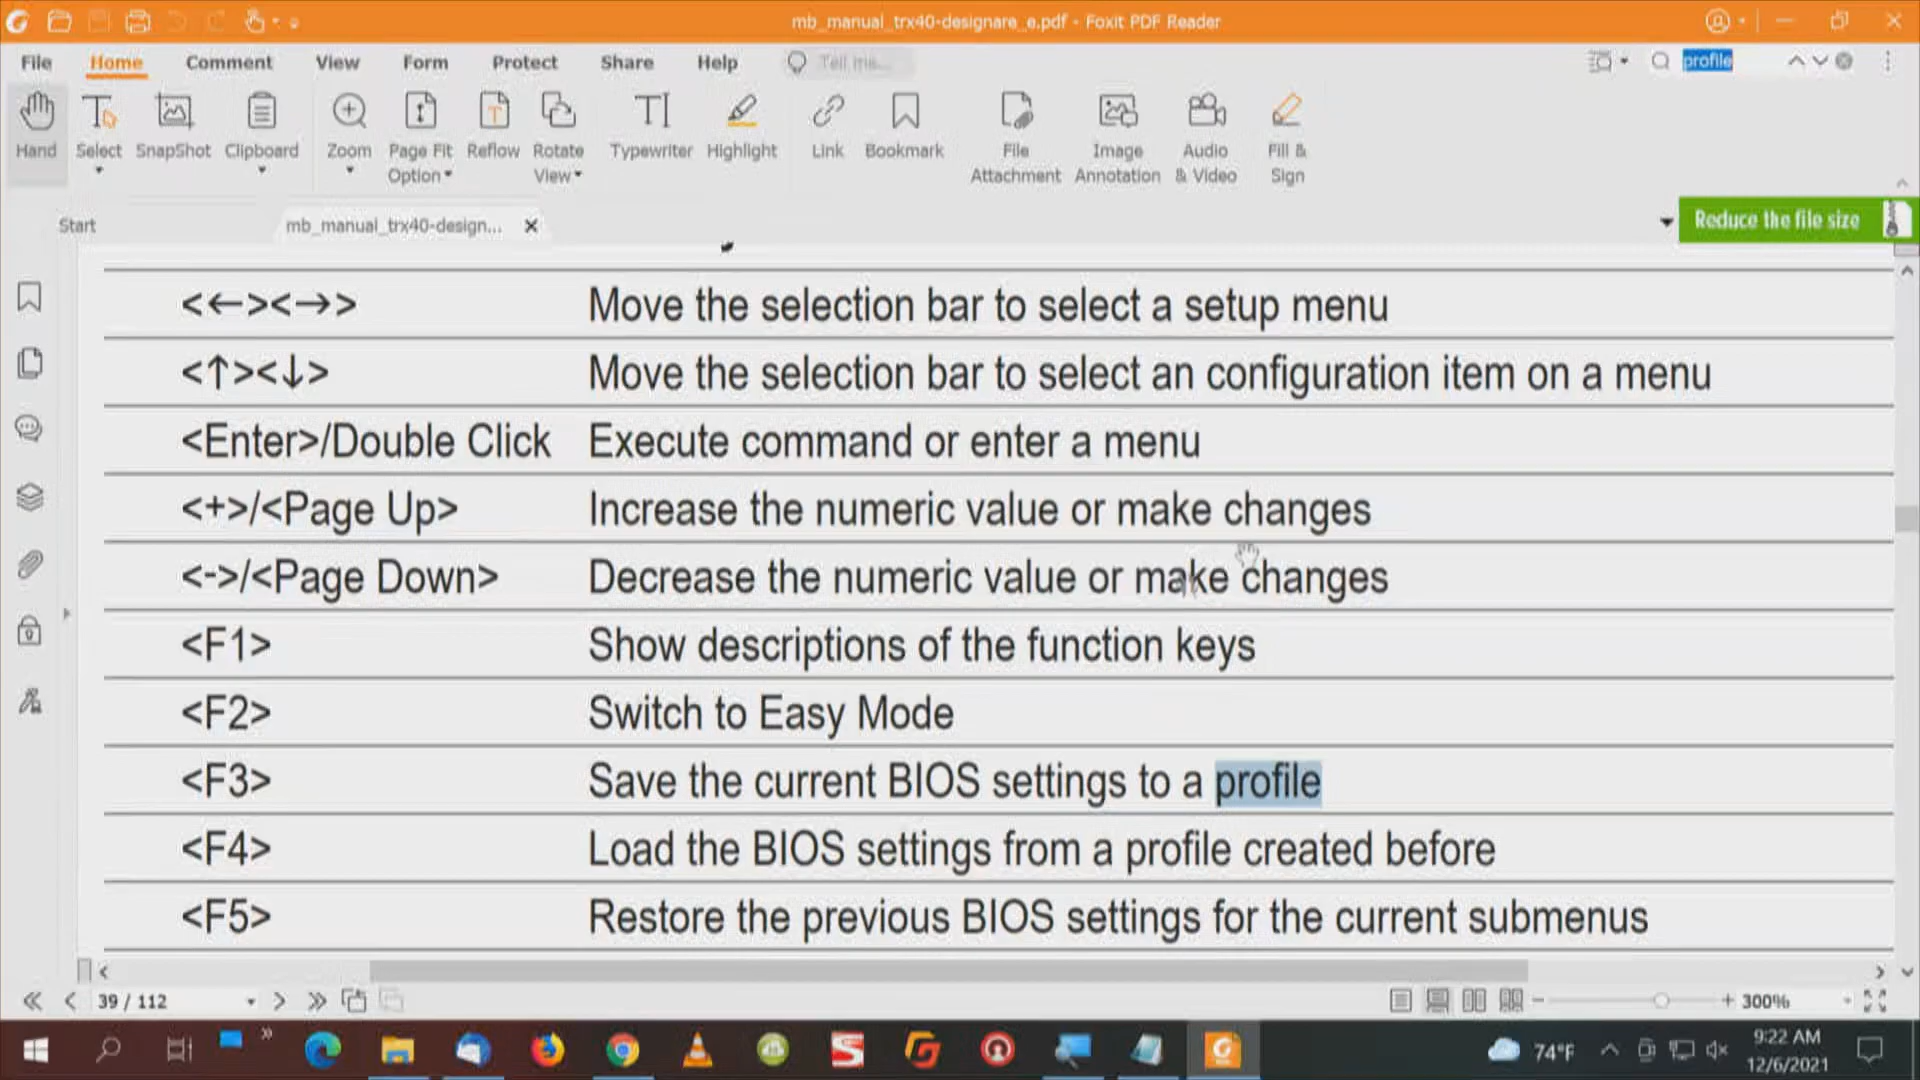 mb_manual_trx40-designare_e.pdf - Foxit PDF Reader
File Home Comment View Form Protect Share Help Tell me... profile
Hand Select SnapShot Clipboard Zoom Page Fit Option Reflow Rotate View Typewriter Highlight Link Bookmark File Attachment Image Annotation Audio & Video Fill & Sign
Start mb_manual_trx40-design... Reduce the file size
<←><→> Move the selection bar to select a setup menu
<↑><↓> Move the selection bar to select an configuration item on a menu
<Enter>/Double Click Execute command or enter a menu
<+>/<Page Up> Increase the numeric value or make changes
<->/<Page Down> Decrease the numeric value or make changes
<F1> Show descriptions of the function keys
<F2> Switch to Easy Mode
<F3> Save the current BIOS settings to a profile
<F4> Load the BIOS settings from a profile created before
<F5> Restore the previous BIOS settings for the current submenus
39 / 112 300%
74°F 9:22 AM
12/6/2021